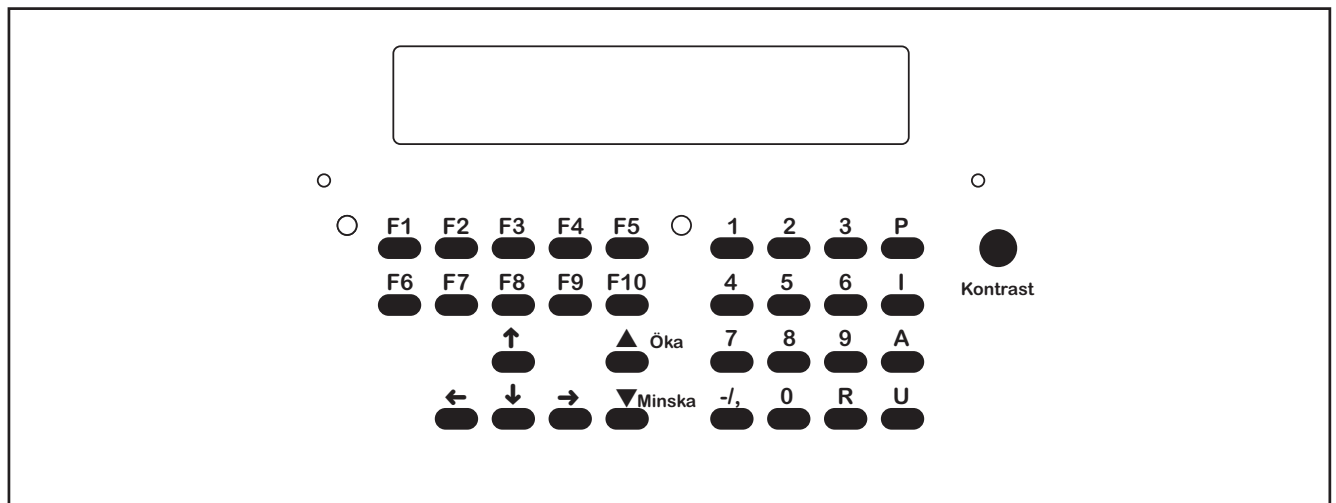 F1 F2 F3 F4 F5 1 2 3 P
F6 F7 F8 F9 F10 4 5 6 I
Kontrast
↑ ▲ Öka 7 8 9 A
← ↓ → ▼ Minska -/, 0 R U